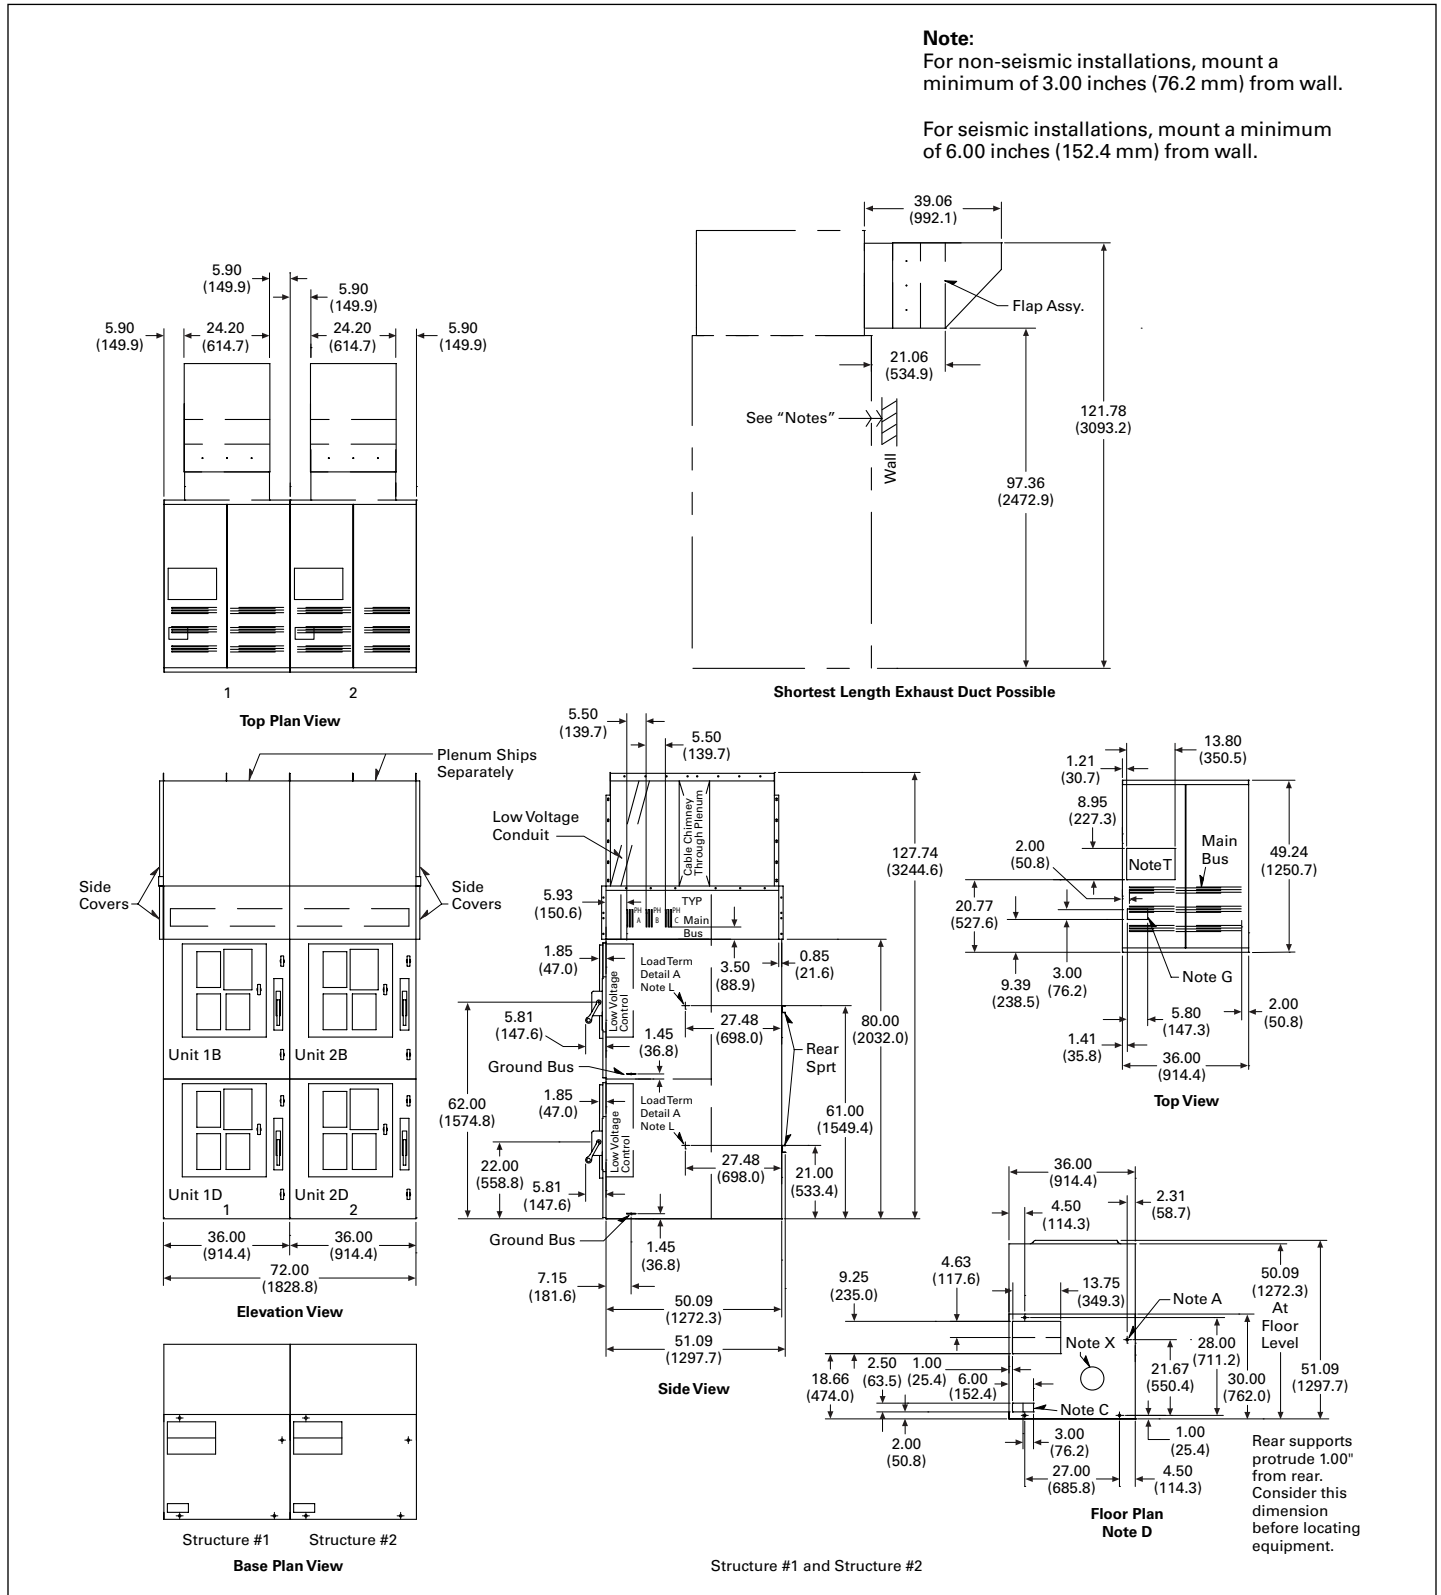 Note:
For non-seismic installations, mount a
minimum of 3.00 inches (76.2 mm) from wall.
For seismic installations, mount a minimum
of 6.00 inches (152.4 mm) from wall.
5.90
(149.9)
5.90
(149.9)
5.90
(149.9)
24.20
(614.7)
24.20
(614.7)
5.90
(149.9)
1
2
Top Plan View
39.06
(992.1)
Flap Assy.
21.06
(534.9)
See “Notes”
Wall
121.78
(3093.2)
97.36
(2472.9)
Shortest Length Exhaust Duct Possible
Plenum Ships
Separately
Side
Covers
Side
Covers
Unit 1B
Unit 2B
Unit 1D
Unit 2D
1
2
36.00
(914.4)
36.00
(914.4)
72.00
(1828.8)
Elevation View
5.50
(139.7)
5.50
(139.7)
Low Voltage
Conduit
Cable Chimney
Through Plenum
127.74
(3244.6)
5.93
(150.6)
TYP
PH
A
PH
B
PH
C
Main
Bus
1.85
(47.0)
Low Voltage
Control
Load Term
Detail A
Note L
3.50
(88.9)
0.85
(21.6)
27.48
(698.0)
80.00
(2032.0)
5.81
(147.6)
1.45
(36.8)
Rear
Sprt
Ground Bus
62.00
(1574.8)
1.85
(47.0)
Low Voltage
Control
Load Term
Detail A
Note L
61.00
(1549.4)
22.00
(558.8)
27.48
(698.0)
21.00
(533.4)
5.81
(147.6)
Ground Bus
1.45
(36.8)
7.15
(181.6)
50.09
(1272.3)
51.09
(1297.7)
Side View
13.80
(350.5)
1.21
(30.7)
8.95
(227.3)
2.00
(50.8)
Note T
Main
Bus
49.24
(1250.7)
20.77
(527.6)
9.39
(238.5)
3.00
(76.2)
Note G
5.80
(147.3)
2.00
(50.8)
1.41
(35.8)
36.00
(914.4)
Top View
36.00
(914.4)
4.50
(114.3)
2.31
(58.7)
4.63
(117.6)
9.25
(235.0)
13.75
(349.3)
Note A
50.09
(1272.3)
At
Floor
Level
Note X
28.00
(711.2)
2.50
(63.5)
1.00
(25.4)
6.00
(152.4)
21.67
(550.4)
30.00
(762.0)
51.09
(1297.7)
18.66
(474.0)
Note C
2.00
(50.8)
3.00
(76.2)
1.00
(25.4)
27.00
(685.8)
4.50
(114.3)
Rear supports
protrude 1.00"
from rear.
Consider this
dimension
before locating
equipment.
Floor Plan
Note D
Structure #1
Structure #2
Base Plan View
Structure #1 and Structure #2